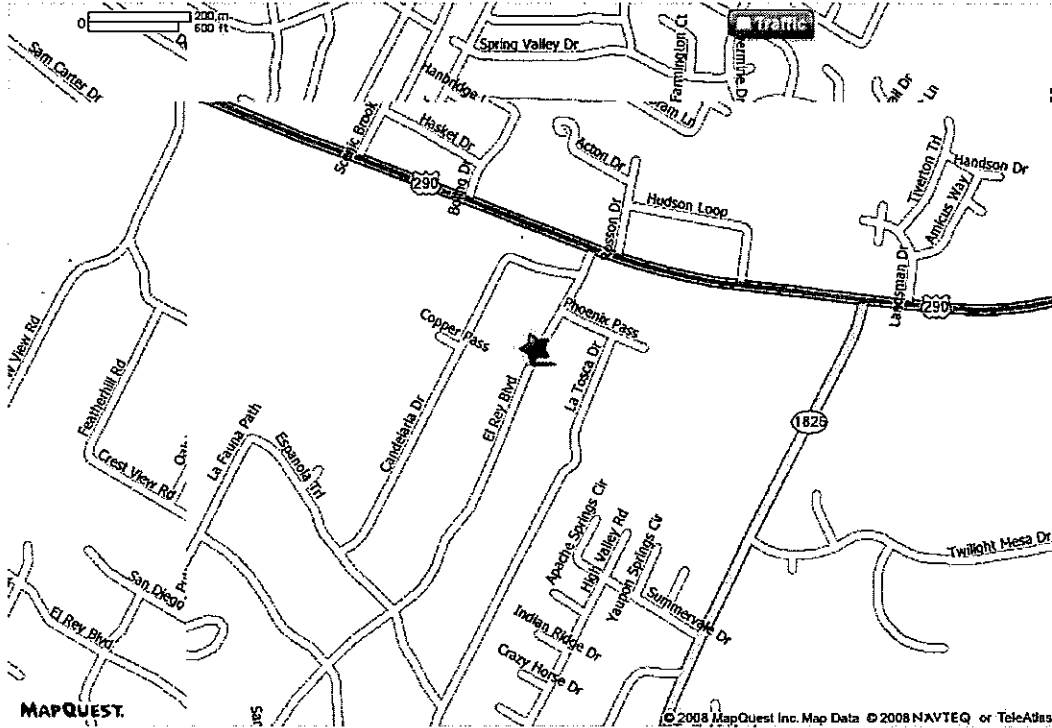 0
200 m
600 ft
Traffic
Sam Carter Dr
Spring Valley Dr
Farmington Ct
Hasket Dr
Scenic Brook
290
Acton Dr
Hudson Loop
Tiverton Trl
Handson Dr
Amicus Way
Landsman Dr
290
Copper Pass
Phoenix Pass
La Tosca Dr
El Rey Blvd
Candelaria Dr
Featherhill Rd
La Fauna Path
Espanola Trl
Crest View Rd
1826
Apache Springs Cir
High Valley Rd
Yaupon Springs Cir
Summervale Dr
Twilight Mesa Dr
San Diego
El Rey Blvd
Indian Ridge Dr
Crazy Horse Dr
MAPQUEST.
© 2008 MapQuest Inc. Map Data © 2008 NAVTEQ or TeleAtlas